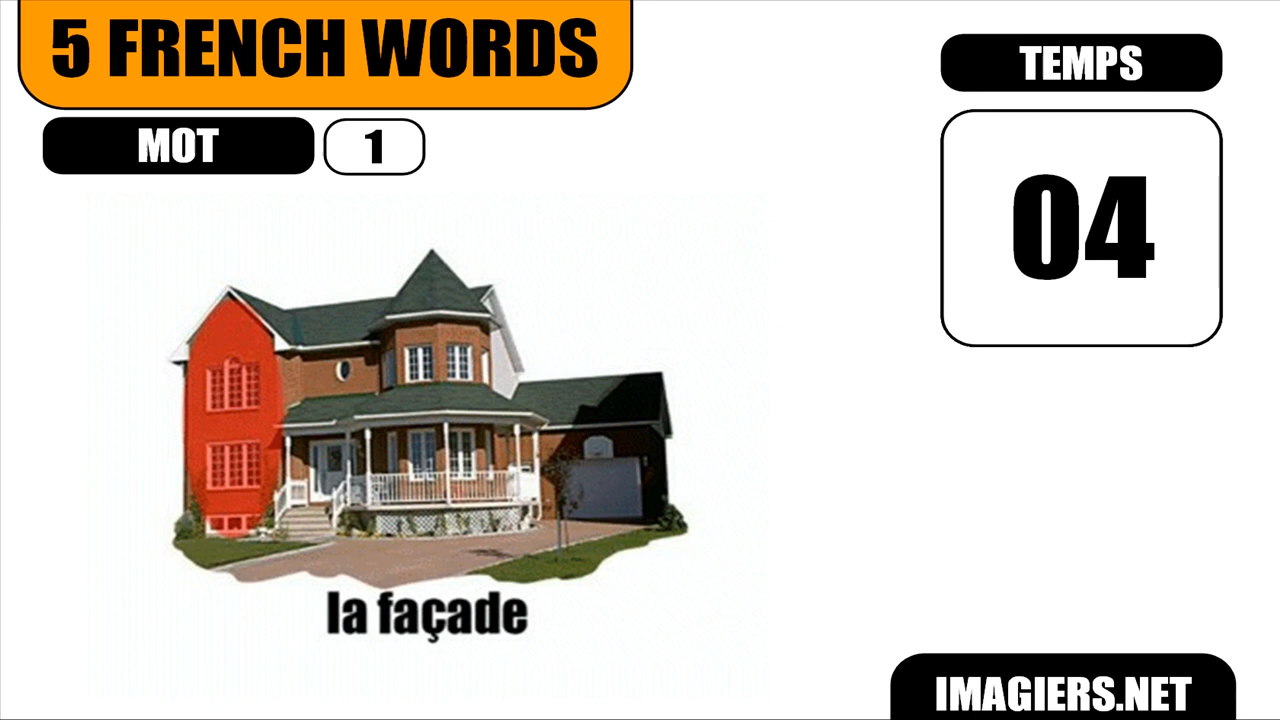 5 FRENCH WORDS
TEMPS
MOT 1
04
la façade
IMAGIERS.NET